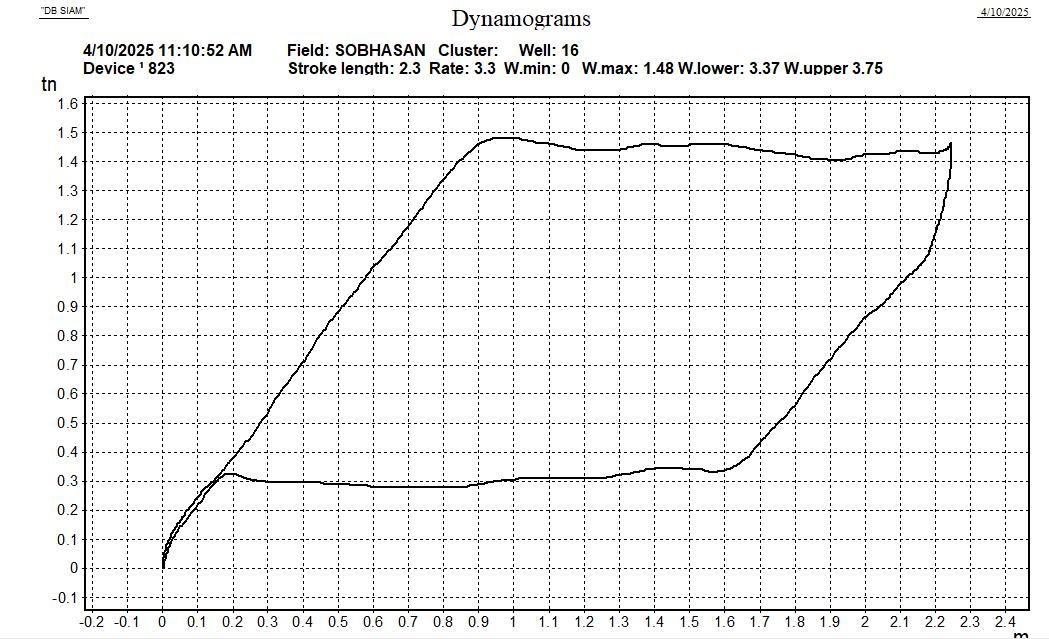 "DB SIAM"
4/10/2025
Dynamograms
4/10/2025 11:10:52 AM Field: SOBHASAN Cluster: Well: 16
Device ¹ 823 Stroke length: 2.3 Rate: 3.3 W.min: 0 W.max: 1.48 W.lower: 3.37 W.upper 3.75
tn
1.6
1.5
1.4
1.3
1.2
1.1
1
0.9
0.8
0.7
0.6
0.5
0.4
0.3
0.2
0.1
0
-0.1
-0.2 -0.1 0 0.1 0.2 0.3 0.4 0.5 0.6 0.7 0.8 0.9 1 1.1 1.2 1.3 1.4 1.5 1.6 1.7 1.8 1.9 2 2.1 2.2 2.3 2.4
m